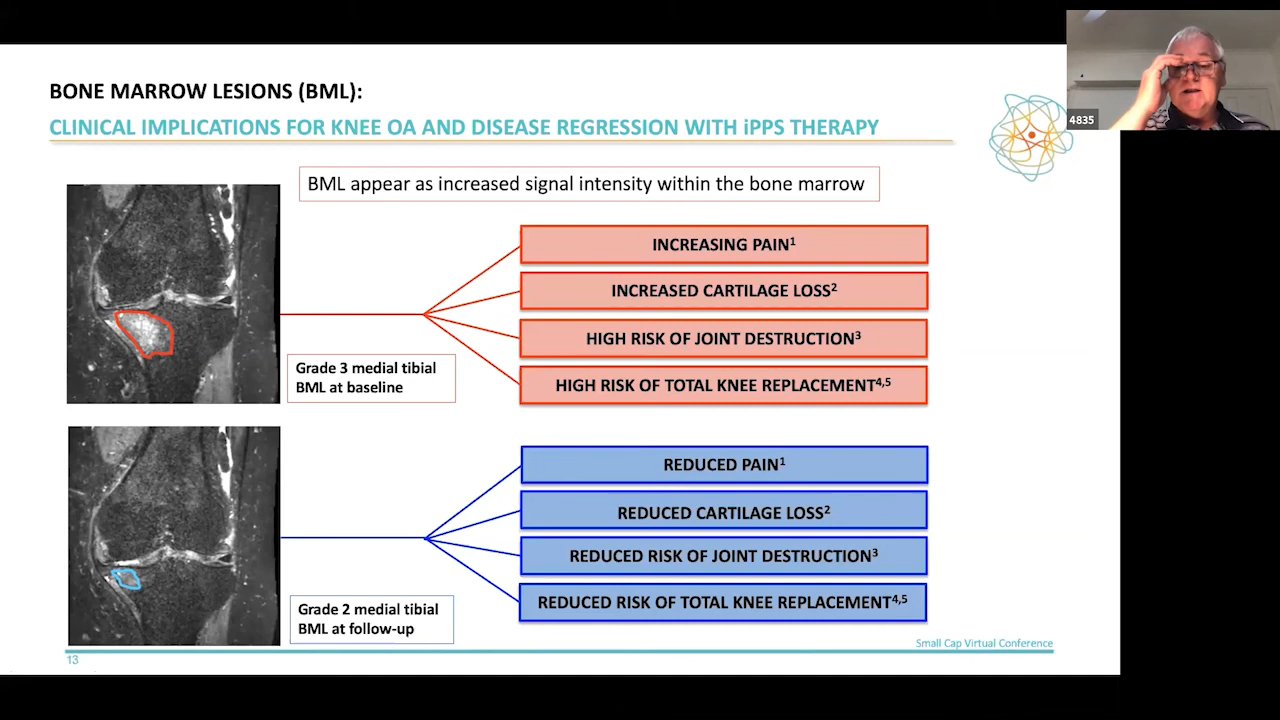 BONE MARROW LESIONS (BML):
CLINICAL IMPLICATIONS FOR KNEE OA AND DISEASE REGRESSION WITH iPPS THERAPY
4835
BML appear as increased signal intensity within the bone marrow
INCREASING PAIN¹
INCREASED CARTILAGE LOSS²
HIGH RISK OF JOINT DESTRUCTION³
HIGH RISK OF TOTAL KNEE REPLACEMENT⁴,⁵
Grade 3 medial tibial
BML at baseline
REDUCED PAIN¹
REDUCED CARTILAGE LOSS²
REDUCED RISK OF JOINT DESTRUCTION³
REDUCED RISK OF TOTAL KNEE REPLACEMENT⁴,⁵
Grade 2 medial tibial
BML at follow-up
Small Cap Virtual Conference
13